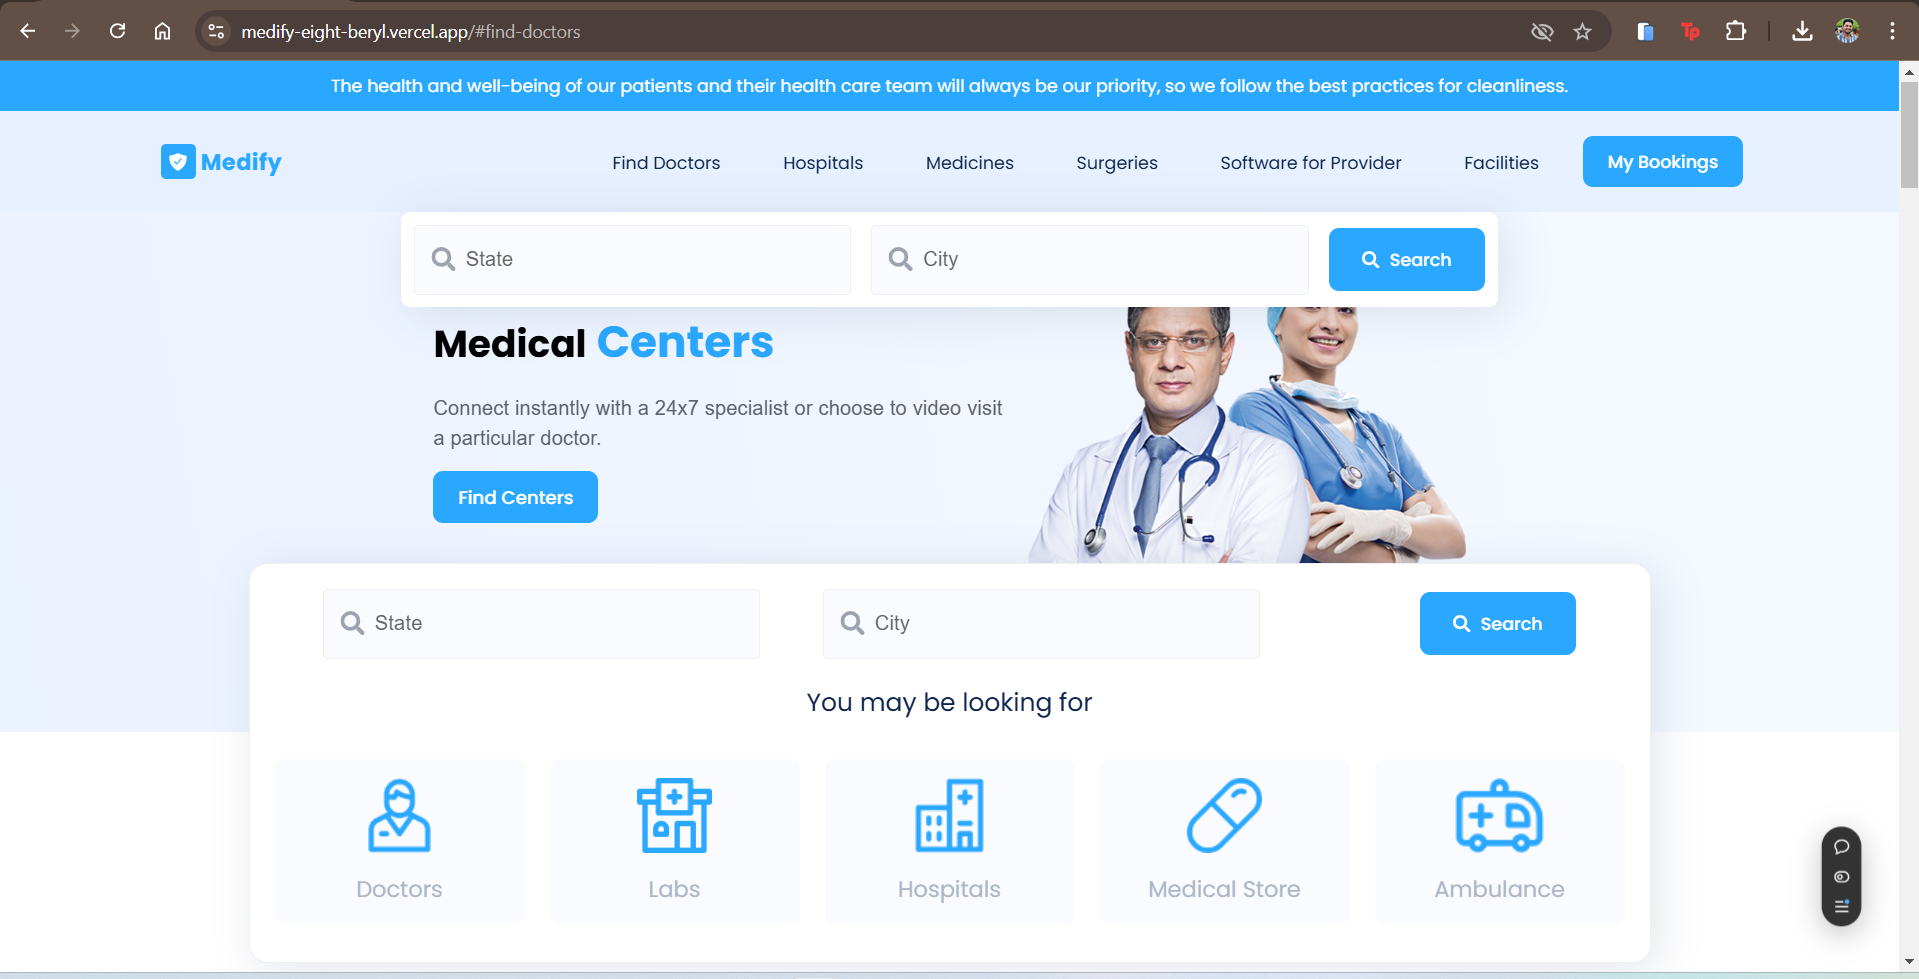 medify-eight-beryl.vercel.app/#find-doctors
Tp
The health and well-being of our patients and their health care team will always be our priority, so we follow the best practices for cleanliness.
Medify
Find Doctors
Hospitals
Medicines
Surgeries
Software for Provider
Facilities
My Bookings
State
City
Search
Medical Centers
Connect instantly with a 24x7 specialist or choose to video visit
a particular doctor.
Find Centers
State
City
Search
You may be looking for
Doctors
Labs
Hospitals
Medical Store
Ambulance